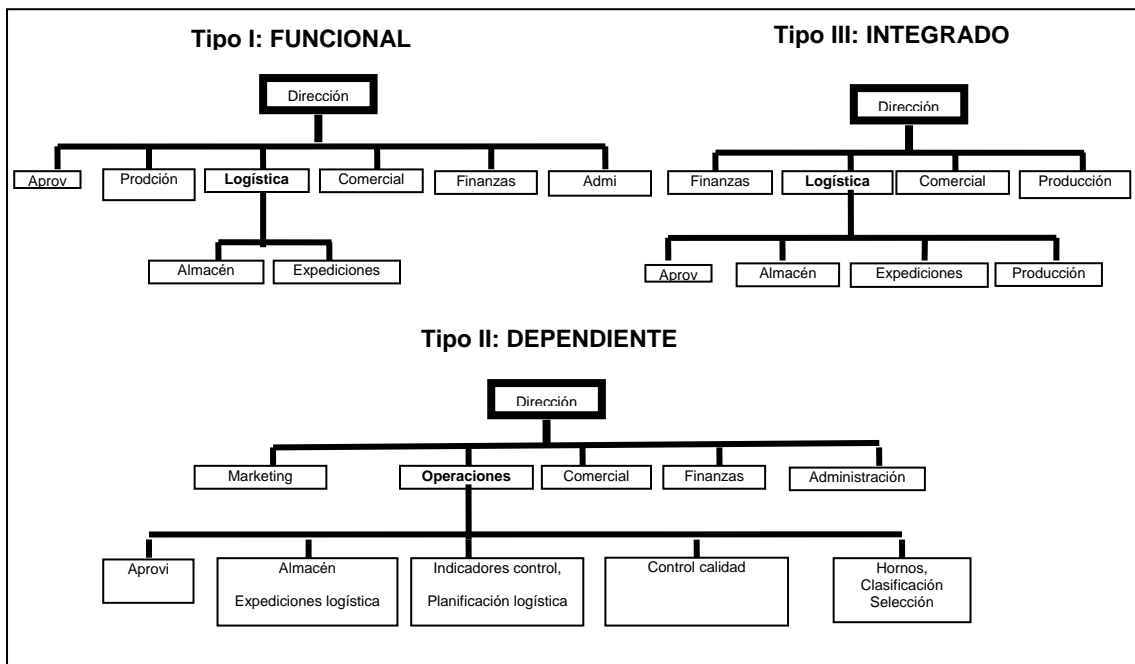 Tipo I: FUNCIONAL
Dirección
Aprov
Prodción
Logística
Comercial
Finanzas
Admi
Almacén
Expediciones
Tipo III: INTEGRADO
Dirección
Finanzas
Logística
Comercial
Producción
Aprov
Almacén
Expediciones
Producción
Tipo II: DEPENDIENTE
Dirección
Marketing
Operaciones
Comercial
Finanzas
Administración
Aprovi
Almacén
Expediciones logística
Indicadores control,
Planificación logística
Control calidad
Hornos,
Clasificación
Selección